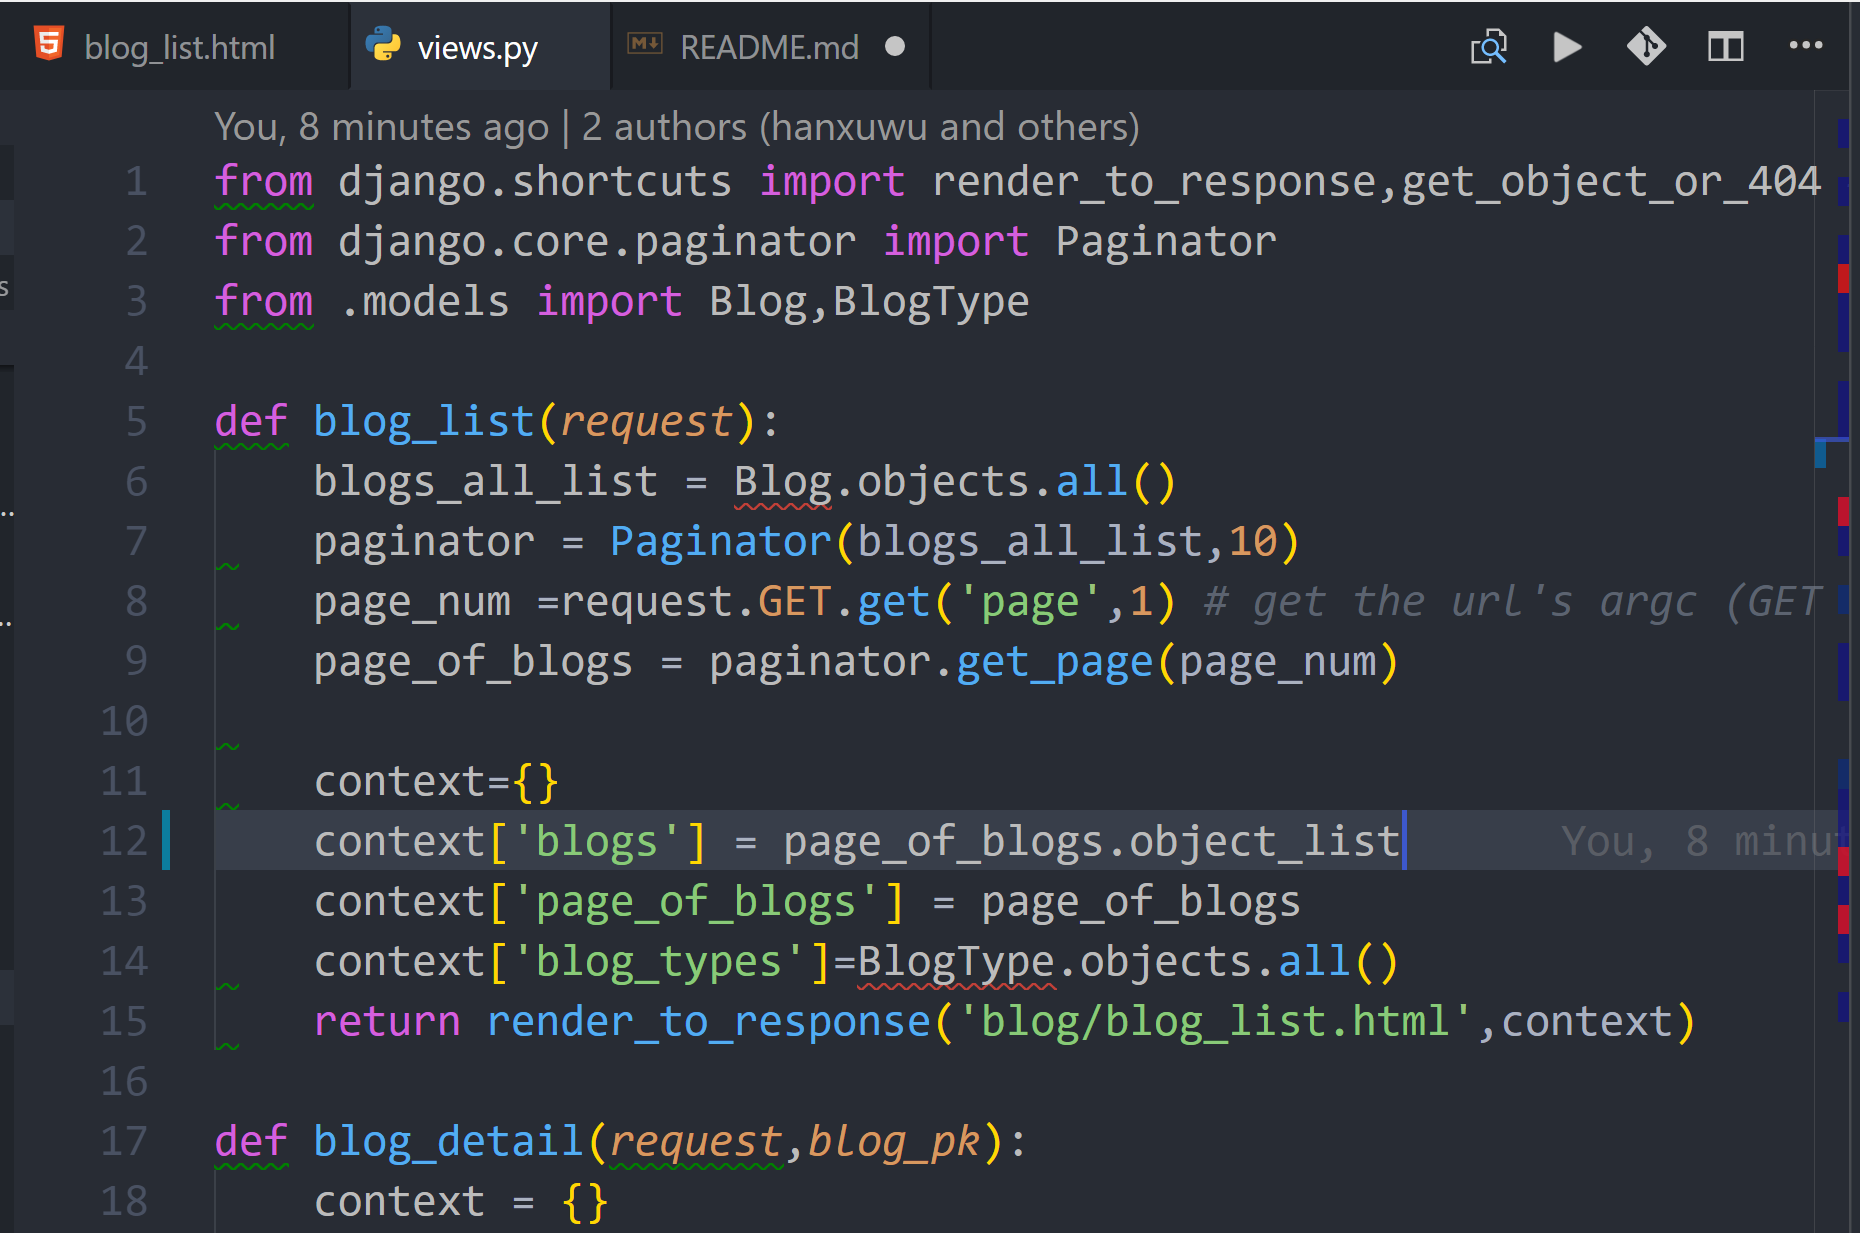 blog_list.html views.py README.md
You, 8 minutes ago | 2 authors (hanxuwu and others)
1 from django.shortcuts import render_to_response,get_object_or_404
2 from django.core.paginator import Paginator
3 from .models import Blog,BlogType
4
5 def blog_list(request):
6 blogs_all_list = Blog.objects.all()
7 paginator = Paginator(blogs_all_list,10)
8 page_num =request.GET.get('page',1) # get the url's argc (GET
9 page_of_blogs = paginator.get_page(page_num)
10
11 context={}
12 context['blogs'] = page_of_blogs.object_list You, 8 minut
13 context['page_of_blogs'] = page_of_blogs
14 context['blog_types']=BlogType.objects.all()
15 return render_to_response('blog/blog_list.html',context)
16
17 def blog_detail(request,blog_pk):
18 context = {}